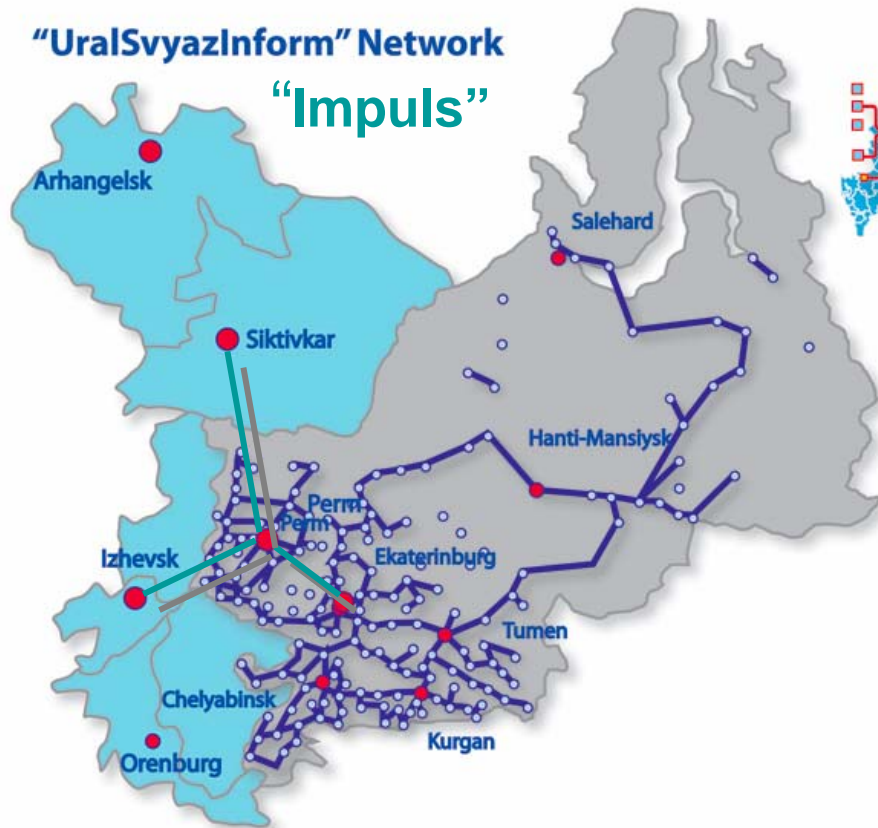 “UralSvyazInform” Network
“Impuls”
Arhangelsk
Salehard
Siktivkar
Hanti-Mansiysk
Perm
Perm
Izhevsk
Ekaterinburg
Tumen
Chelyabinsk
Kurgan
Orenburg